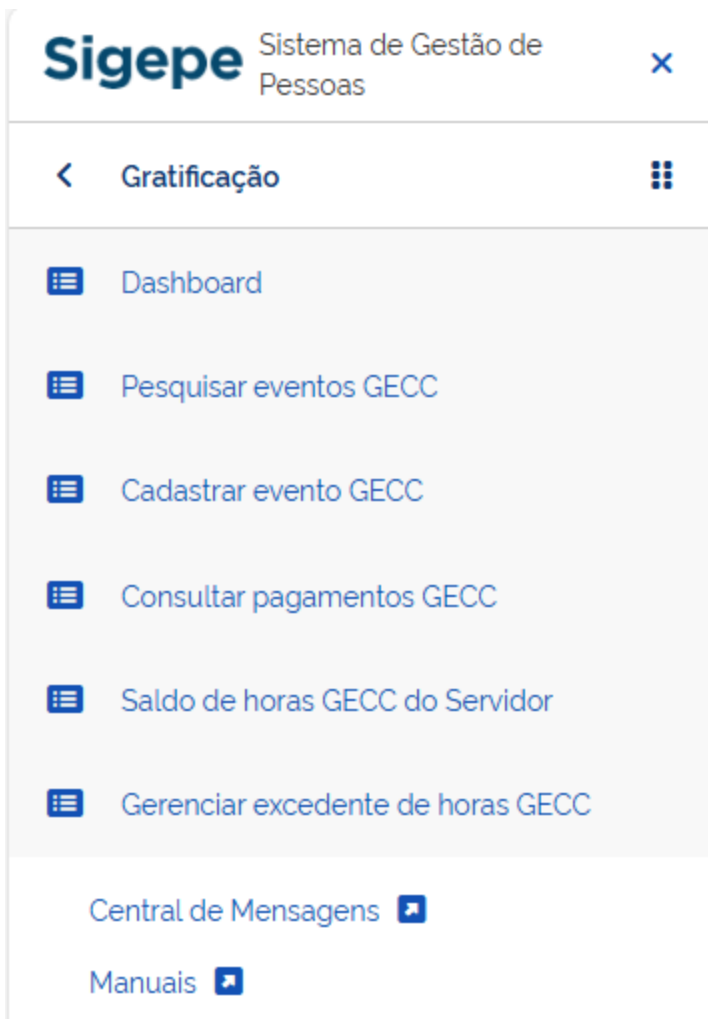 Sigepe Sistema de Gestão de
Pessoas
Gratificação
Dashboard
Pesquisar eventos GECC
Cadastrar evento GECC
Consultar pagamentos GECC
Saldo de horas GECC do Servidor
Gerenciar excedente de horas GECC
Central de Mensagens
Manuais